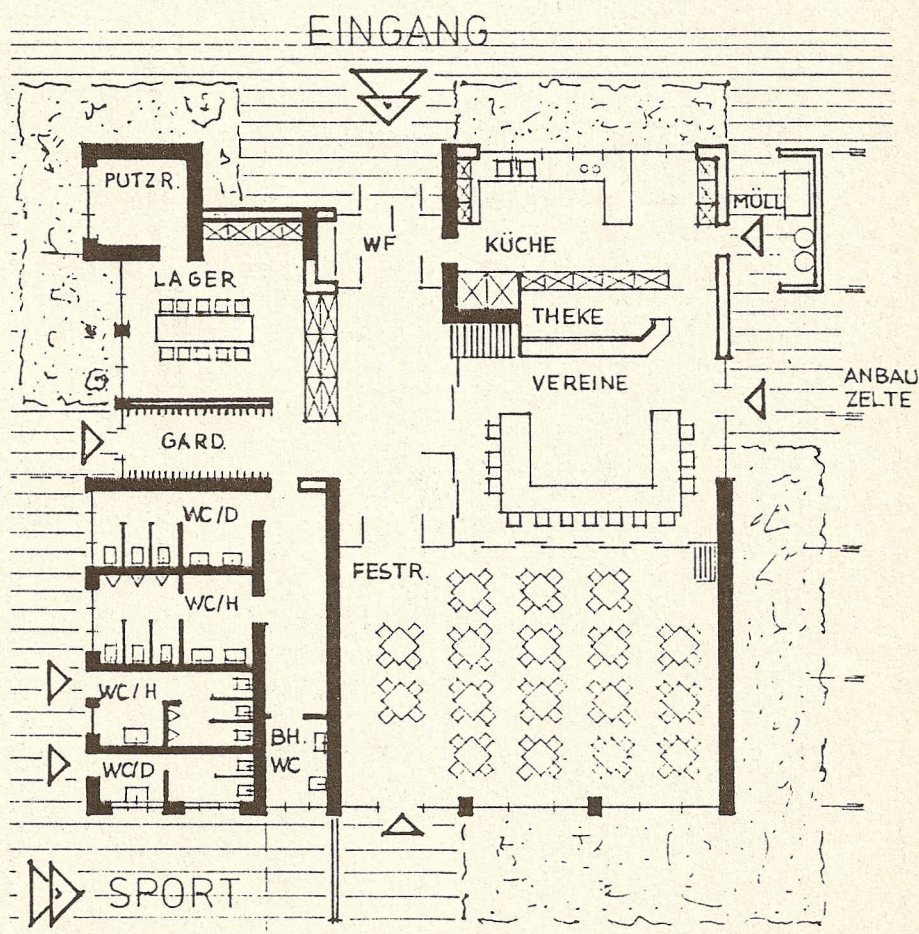 EINGANG
PUTZR.
MÜLL
WF
KÜCHE
LAGER
THEKE
VEREINE
ANBAU
ZELTE
GARD.
WC/D
FESTR.
WC/H
WC/H
BH.
WC
WC/D
SPORT